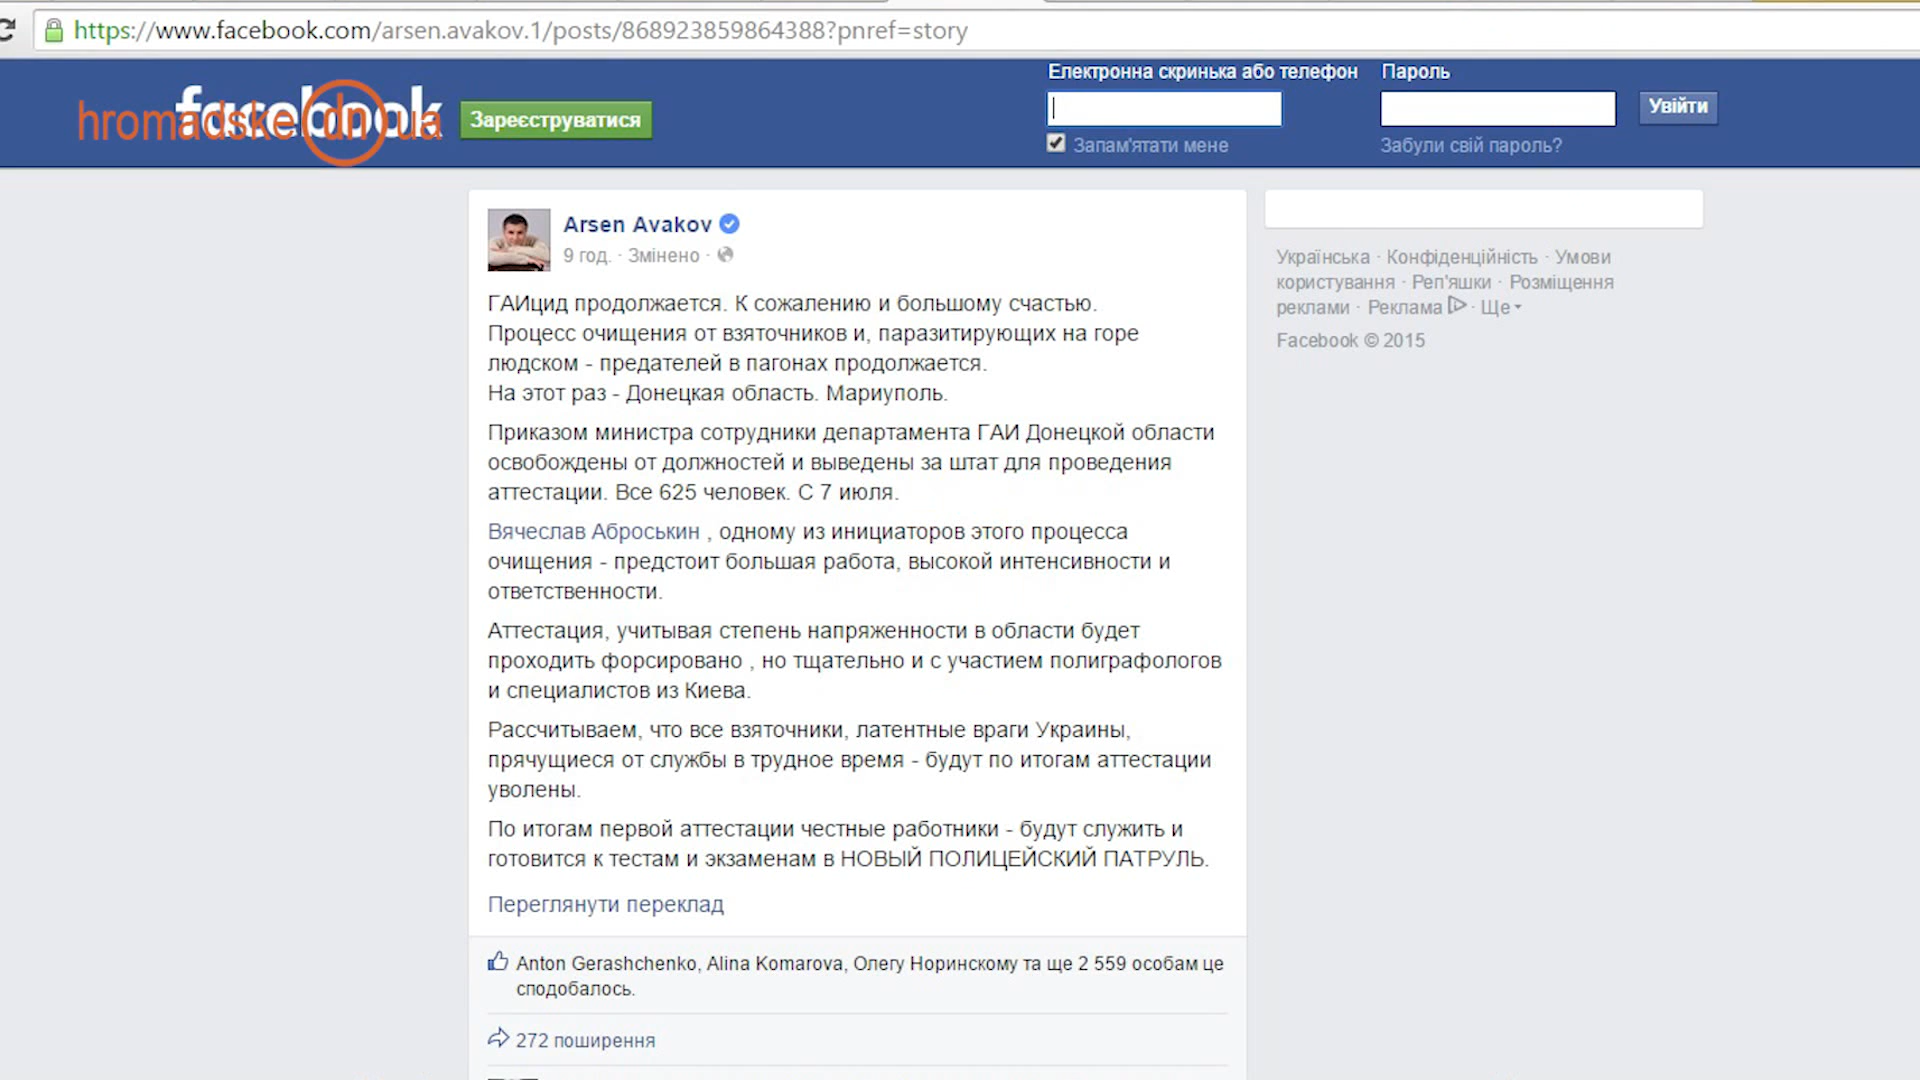 https://www.facebook.com/arsen.avakov.1/posts/868923859864388?pnref=story
facebook
hromadske dn ua
Зареєструватися
Електронна скринька або телефон
Пароль
Увійти
Запам'ятати мене
Забули свій пароль?
Arsen Avakov
9 год. · Змінено ·
ГАИцид продолжается. К сожалению и большому счастью.
Процесс очищения от взяточников и, паразитирующих на горе
людском - предателей в пагонах продолжается.
На этот раз - Донецкая область. Мариуполь.
Приказом министра сотрудники департамента ГАИ Донецкой области
освобождены от должностей и выведены за штат для проведения
аттестации. Все 625 человек. С 7 июля.
Вячеслав Аброськин , одному из инициаторов этого процесса
очищения - предстоит большая работа, высокой интенсивности и
ответственности.
Аттестация, учитывая степень напряженности в области будет
проходить форсировано , но тщательно и с участием полиграфологов
и специалистов из Киева.
Рассчитываем, что все взяточники, латентные враги Украины,
прячущиеся от службы в трудное время - будут по итогам аттестации
уволены.
По итогам первой аттестации честные работники - будут служить и
готовится к тестам и экзаменам в НОВЫЙ ПОЛИЦЕЙСКИЙ ПАТРУЛЬ.
Переглянути переклад
Anton Gerashchenko, Alina Komarova, Олегу Норинскому та ще 2 559 особам це
сподобалось.
272 поширення
Українська · Конфіденційність · Умови
користування · Реп'яшки · Розміщення
реклами · Реклама · Ще
Facebook © 2015